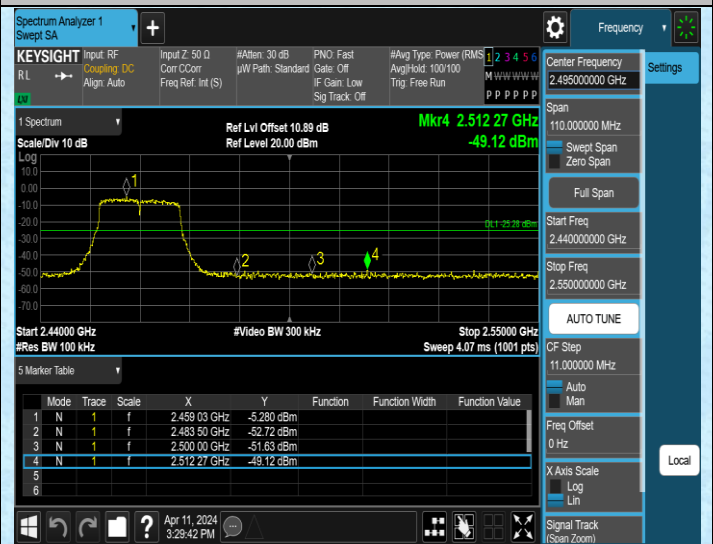 Spectrum Analyzer 1
Swept SA
+
Frequency
KEYSIGHT
RL
LXI
Input: RF
Coupling: DC
Align: Auto
Input Z: 50 Ω
Corr CCorr
Freq Ref: Int (S)
#Atten: 30 dB
µW Path: Standard
PNO: Fast
Gate: Off
IF Gain: Low
Sig Track: Off
#Avg Type: Power (RMS
Avg|Hold: 100/100
Trig: Free Run
1 2 3 4 5 6
M W W W W W
P P P P P P
1 Spectrum
Scale/Div 10 dB
Ref Lvl Offset 10.89 dB
Ref Level 20.00 dBm
Mkr4 2.512 27 GHz
-49.12 dBm
Log
10.0
0.00
-10.0
-20.0
-30.0
-40.0
-50.0
-60.0
-70.0
1
2
3
4
DL1 -25.28 dBm
Start 2.44000 GHz
#Res BW 100 kHz
#Video BW 300 kHz
Stop 2.55000 GHz
Sweep 4.07 ms (1001 pts)
5 Marker Table
Mode Trace Scale X Y Function Function Width Function Value
1 N 1 f 2.459 03 GHz -5.280 dBm
2 N 1 f 2.483 50 GHz -52.72 dBm
3 N 1 f 2.500 00 GHz -51.63 dBm
4 N 1 f 2.512 27 GHz -49.12 dBm
5
6
Apr 11, 2024
3:29:42 PM
?
Center Frequency
2.495000000 GHz
Span
110.000000 MHz
Swept Span
Zero Span
Full Span
Start Freq
2.440000000 GHz
Stop Freq
2.550000000 GHz
AUTO TUNE
CF Step
11.000000 MHz
Auto
Man
Freq Offset
0 Hz
X Axis Scale
Log
Lin
Signal Track
(Span Zoom)
Settings
Local